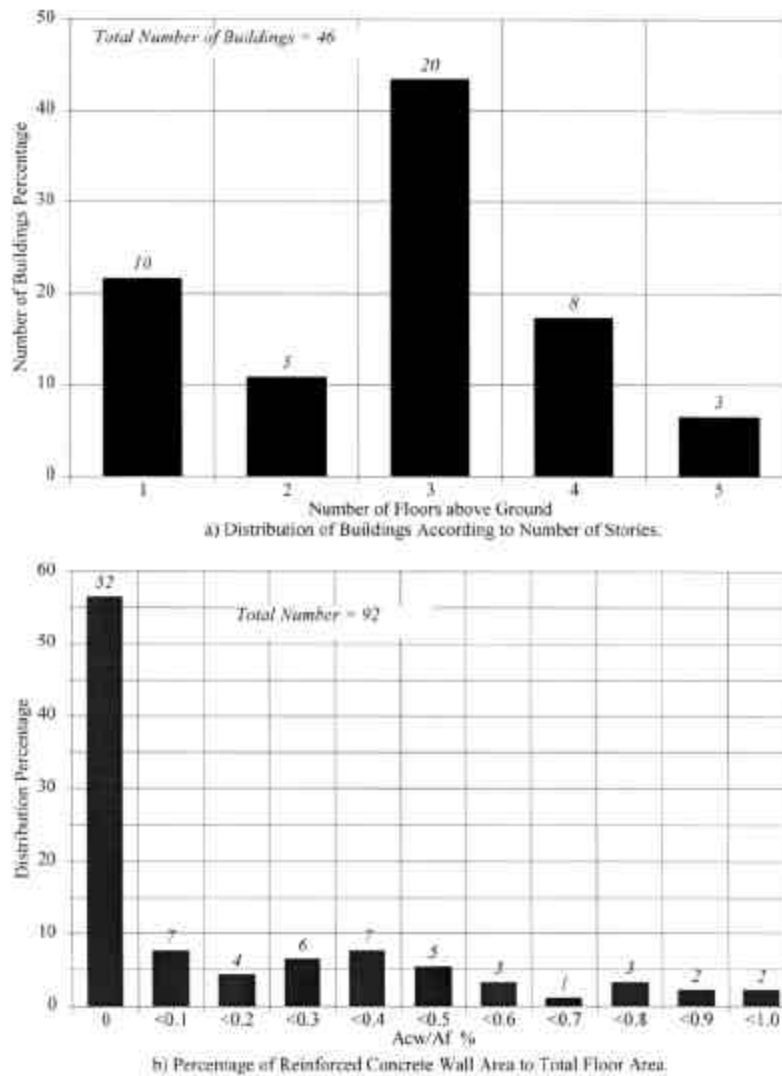 50
Total Number of Buildings = 46
20
40
30
10
20
8
5
10
3
0
1 2 3 4 5
Number of Buildings Percentage
Number of Floors above Ground
a) Distribution of Buildings According to Number of Stories.
60
52
Total Number = 92
50
40
30
20
10
7 4 6 7 5 3 1 3 2 2
0
0 <0.1 <0.2 <0.3 <0.4 <0.5 <0.6 <0.7 <0.8 <0.9 <1.0
Distribution Percentage
Acw/Af %
b) Percentage of Reinforced Concrete Wall Area to Total Floor Area.